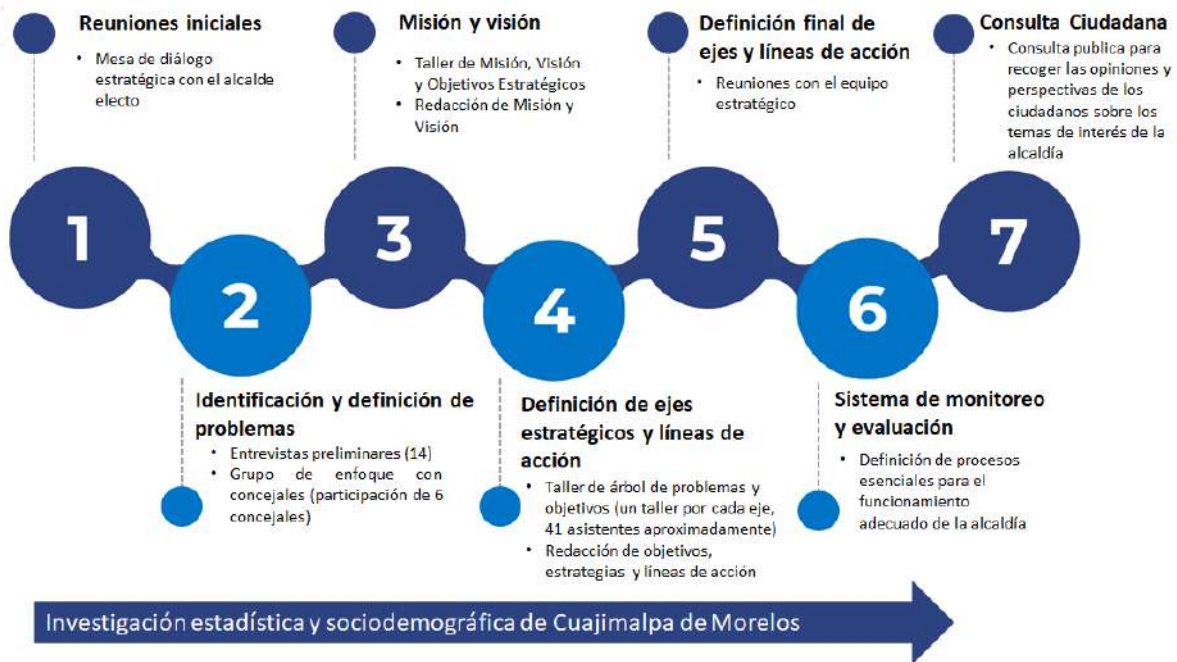 1
Reuniones iniciales
• Mesa de diálogo
estratégica con el alcalde
electo
2
Identificación y definición de
problemas
• Entrevistas preliminares (14)
• Grupo de enfoque con
concejales (participación de 6
concejales)
3
Misión y visión
• Taller de Misión, Visión
y Objetivos Estratégicos
• Redacción de Misión y
Visión
4
Definición de ejes
estratégicos y líneas de
acción
• Taller de árbol de problemas y
objetivos (un taller por cada eje,
41 asistentes aproximadamente)
• Redacción de objetivos,
estrategias y líneas de acción
5
Definición final de
ejes y líneas de acción
• Reuniones con el equipo
estratégico
6
Sistema de monitoreo
y evaluación
• Definición de procesos
esenciales para el
funcionamiento
adecuado de la alcaldía
7
Consulta Ciudadana
• Consulta publica para
recoger las opiniones y
perspectivas de los
ciudadanos sobre los
temas de interés de la
alcaldía
Investigación estadística y sociodemográfica de Cuajimalpa de Morelos